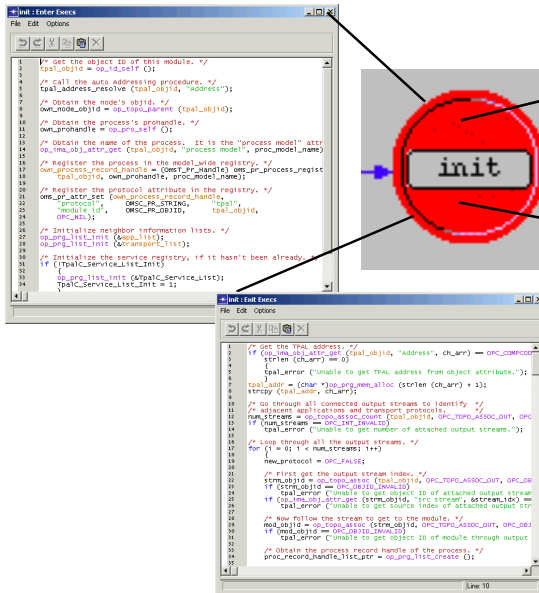 init : Enter Execs
File Edit Options
1 /* Get the object ID of this module. */
2 tpal_objid = op_id_self ();
3
4 /* Call the auto Addressing procedure. */
5 tpal_address_resolve (tpal_objid, "Address");
6
7 /* Obtain the node's objid. */
8 own_node_objid = op_topo_parent (tpal_objid);
9
10 /* Obtain the process's prohandle. */
11 own_prohandle = op_pro_self ();
12
13 /* Obtain the name of the process. It is the "process model" attr
14 op_ima_obj_attr_get (tpal_objid, "process model", proc_model_name)
15
16 /* Register the process in the model_wide registry. */
17 own_process_record_handle = (OmsT_Pr_Handle) oms_pr_process_regist
18 tpal_objid, own_prohandle, proc_model_name);
19
20 /* Register the protocol attribute in the registry. */
21 oms_pr_attr_set (own_process_record_handle,
22 "protocol", OMSC_PR_STRING, "tpal",
23 "module id", OMSC_PR_OBJID, tpal_objid,
24 OPC_NIL);
25
26 /* Initialize neighbor information lists. */
27 op_prg_list_init (&app_list);
28 op_prg_list_init (&transport_list);
29
30 /* Initialize the service registry, if it hasn't been already.
31 if (!TpalC_Service_List_Init)
32 {
33 op_prg_list_init (&TpalC_Service_List);
34 TpalC_Service_List_Init = 1;
init
init : Exit Execs
File Edit Options
1 /* Get the TPAL address. */
2 if (op_ima_obj_attr_get (tpal_objid, "Address", ch_arr) == OPC_COMPCOD
3 strlen (ch_arr) == 0)
4 {
5 tpal_error ("Unable to get TPAL address from object attribute.");
6 }
7 tpal_addr = (char *)op_prg_mem_alloc (strlen (ch_arr) + 1);
8 strcpy (tpal_addr, ch_arr);
9
10 /* Go through all connected output streams to identify */
11 /* adjacent applications and transport protocols. */
12 num_streams = op_topo_assoc_count (tpal_objid, OPC_TOPO_ASSOC_OUT, OPC
13 if (num_streams == OPC_INT_INVALID)
14 tpal_error ("Unable to get number of attached output streams.");
15
16 /* Loop through all the output streams. */
17 for (i = 0; i < num_streams; i++)
18 {
19 new_protocol = OPC_FALSE;
20
21 /* First get the output stream index. */
22 strm_objid = op_topo_assoc (tpal_objid, OPC_TOPO_ASSOC_OUT, OPC_OB
23 if (strm_objid == OPC_OBJID_INVALID)
24 tpal_error ("Unable to get object ID of attached output stream
25 if (op_ima_obj_attr_get (strm_objid, "src stream", &stream_idx) ==
26 tpal_error ("Unable to get source index of attached output str
27
28 /* Now follow the stream to get to the module. */
29 mod_objid = op_topo_assoc (strm_objid, OPC_TOPO_ASSOC_OUT, OPC_OBJ
30 if (mod_objid == OPC_OBJID_INVALID)
31 tpal_error ("Unable to get object ID of module through output
32
33 /* Obtain the process record handle of the process. */
34 proc_record_handle_list_ptr = op_prg_list_create ();
35
Line: 10